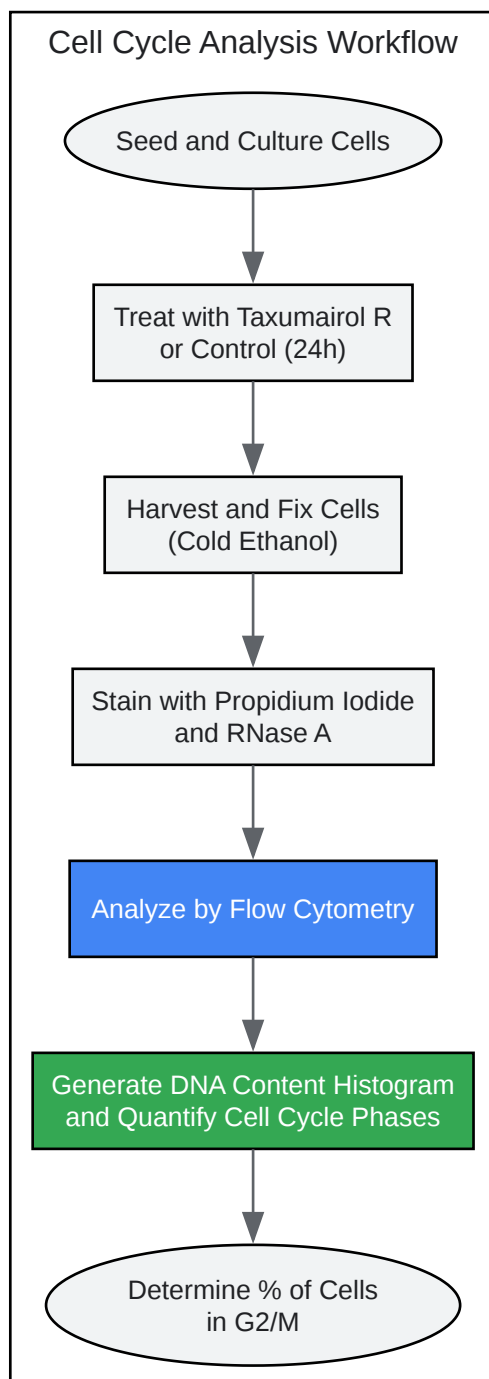 Cell Cycle Analysis Workflow
Seed and Culture Cells
Treat with Taxumairol R
or Control (24h)
Harvest and Fix Cells
(Cold Ethanol)
Stain with Propidium Iodide
and RNase A
Analyze by Flow Cytometry
Generate DNA Content Histogram
and Quantify Cell Cycle Phases
Determine % of Cells
in G2/M